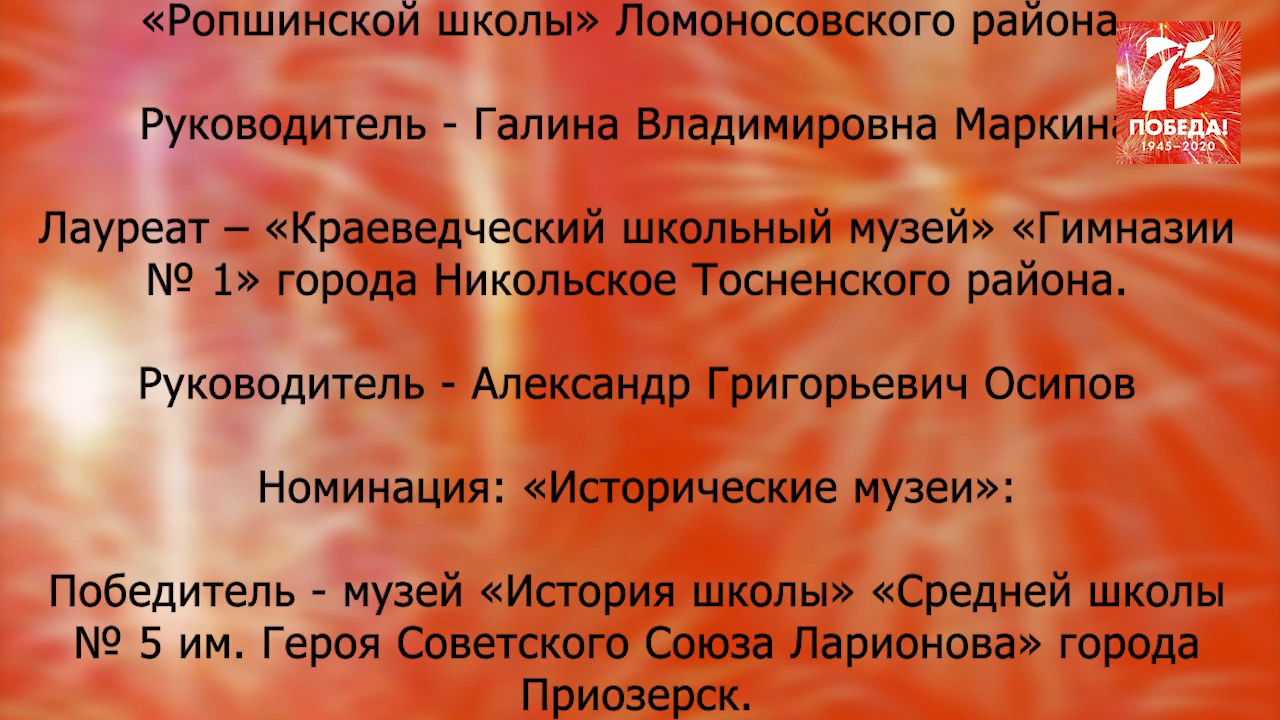 «Ропшинской школы» Ломоносовского района
Руководитель - Галина Владимировна Маркина
75
ПОБЕДА!
1945–2020
Лауреат – «Краеведческий школьный музей» «Гимназии
№ 1» города Никольское Тосненского района.
Руководитель - Александр Григорьевич Осипов
Номинация: «Исторические музеи»:
Победитель - музей «История школы» «Средней школы
№ 5 им. Героя Советского Союза Ларионова» города
Приозерск.